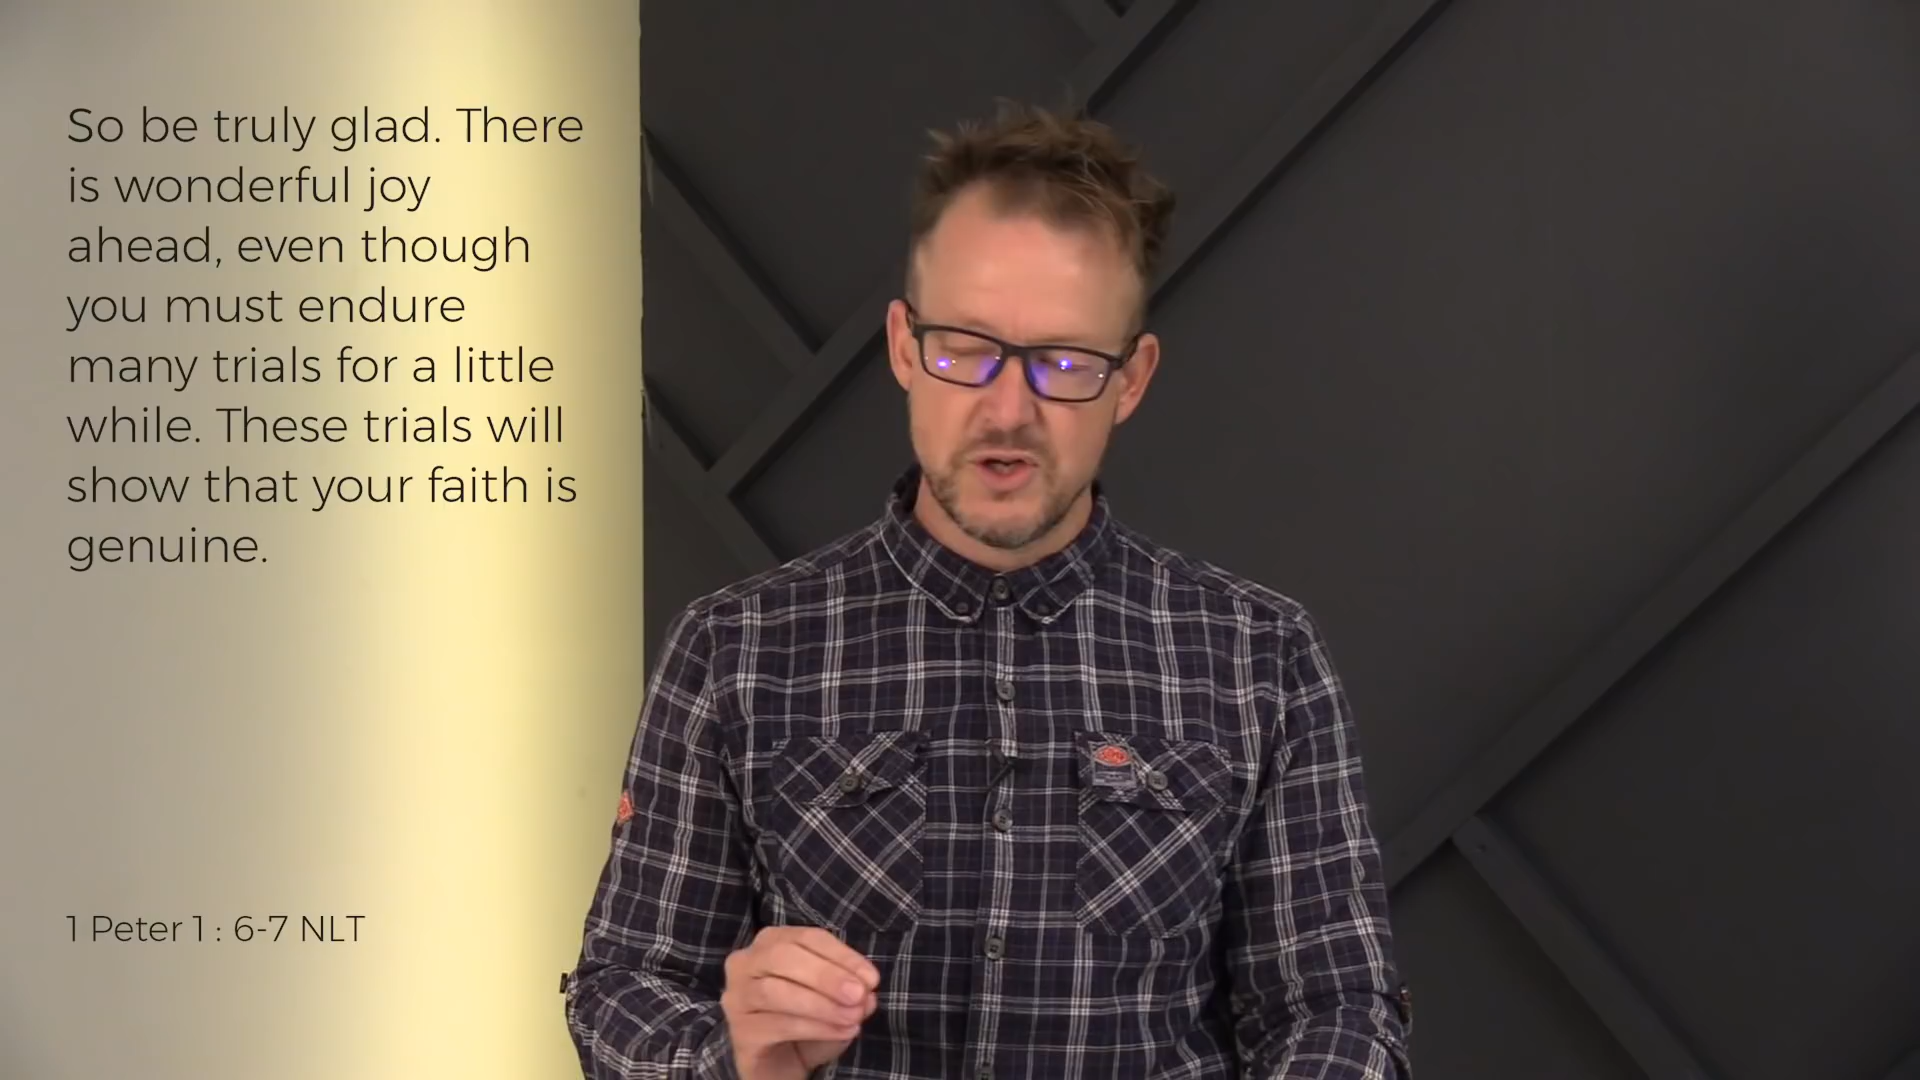 So be truly glad. There
is wonderful joy
ahead, even though
you must endure
many trials for a little
while. These trials will
show that your faith is
genuine.
1 Peter 1 : 6-7 NLT